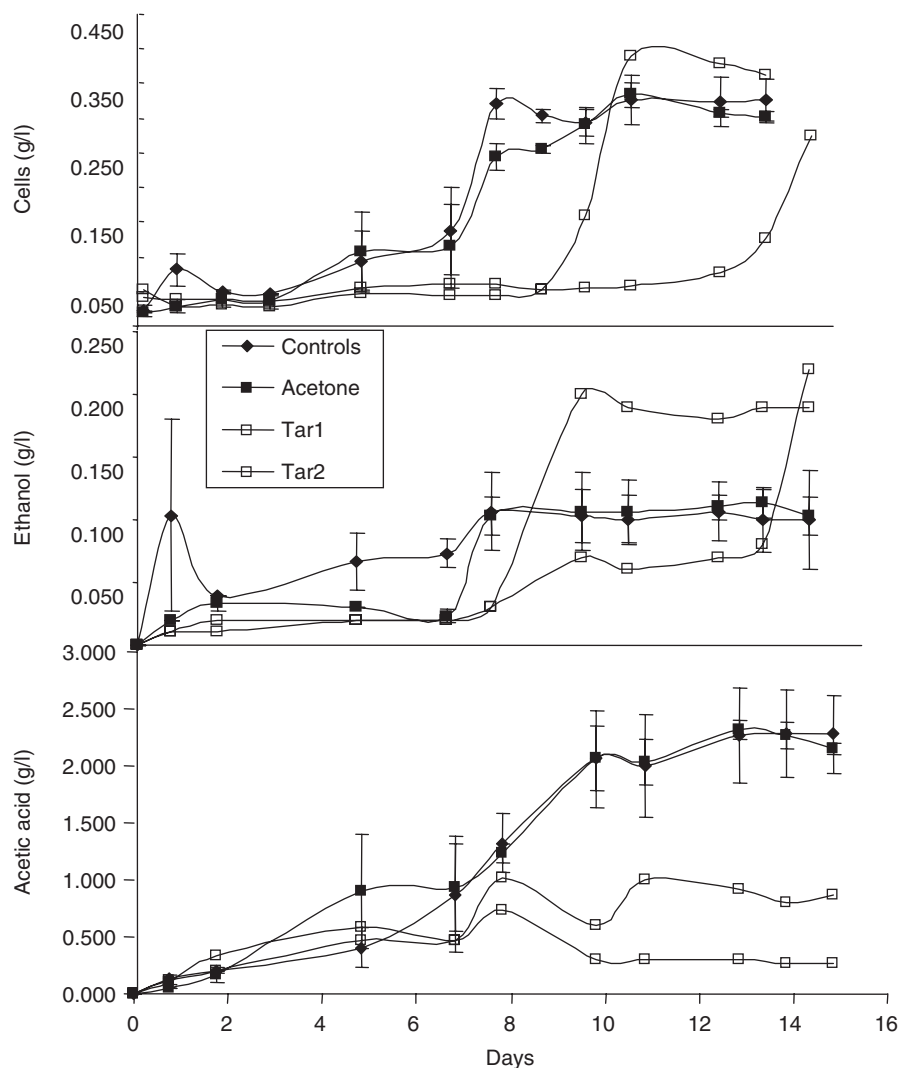 Cells (g/l)
0.450
0.350
0.250
0.150
0.050
Ethanol (g/l)
0.250
0.200
0.150
0.100
0.050
Controls
Acetone
Tar1
Tar2
Acetic acid (g/l)
3.000
2.500
2.000
1.500
1.000
0.500
0.000
0 2 4 6 8 10 12 14 16
Days